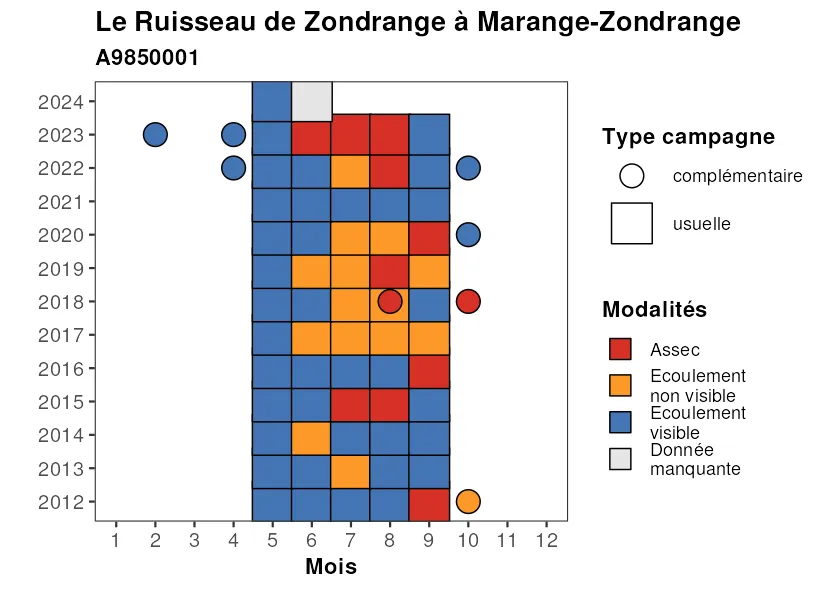 Le Ruisseau de Zondrange à Marange-Zondrange
A9850001
2024
2023
2022
2021
2020
2019
2018
2017
2016
2015
2014
2013
2012
1 2 3 4 5 6 7 8 9 10 11 12
Mois
Type campagne
complémentaire
usuelle
Modalités
Assec
Ecoulement
non visible
Ecoulement
visible
Donnée
manquante